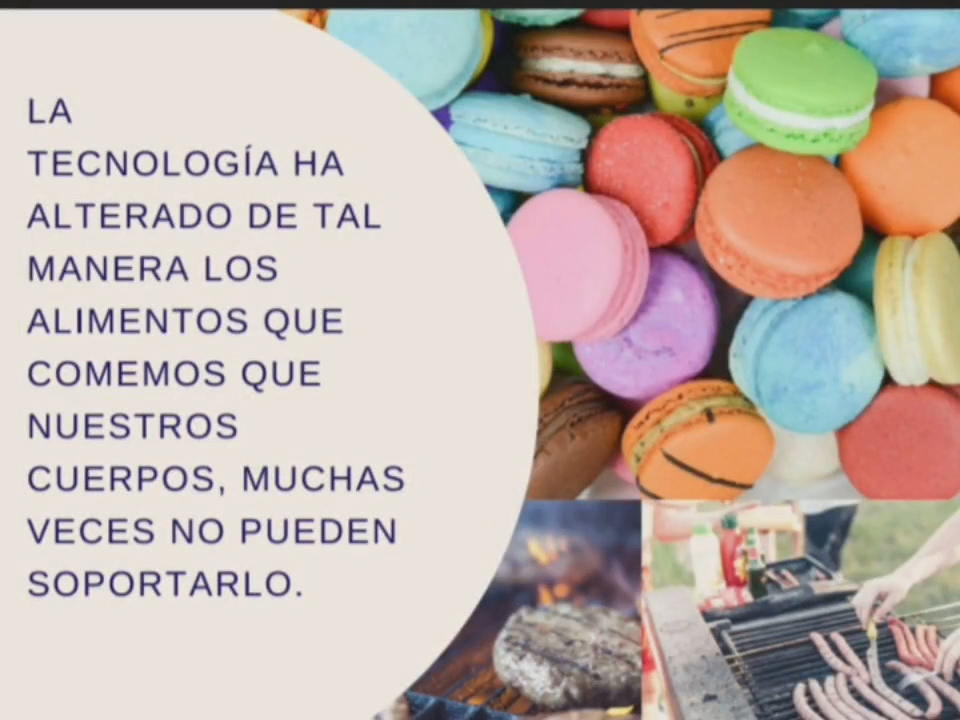 LA
TECNOLOGÍA HA
ALTERADO DE TAL
MANERA LOS
ALIMENTOS QUE
COMEMOS QUE
NUESTROS
CUERPOS, MUCHAS
VECES NO PUEDEN
SOPORTARLO.